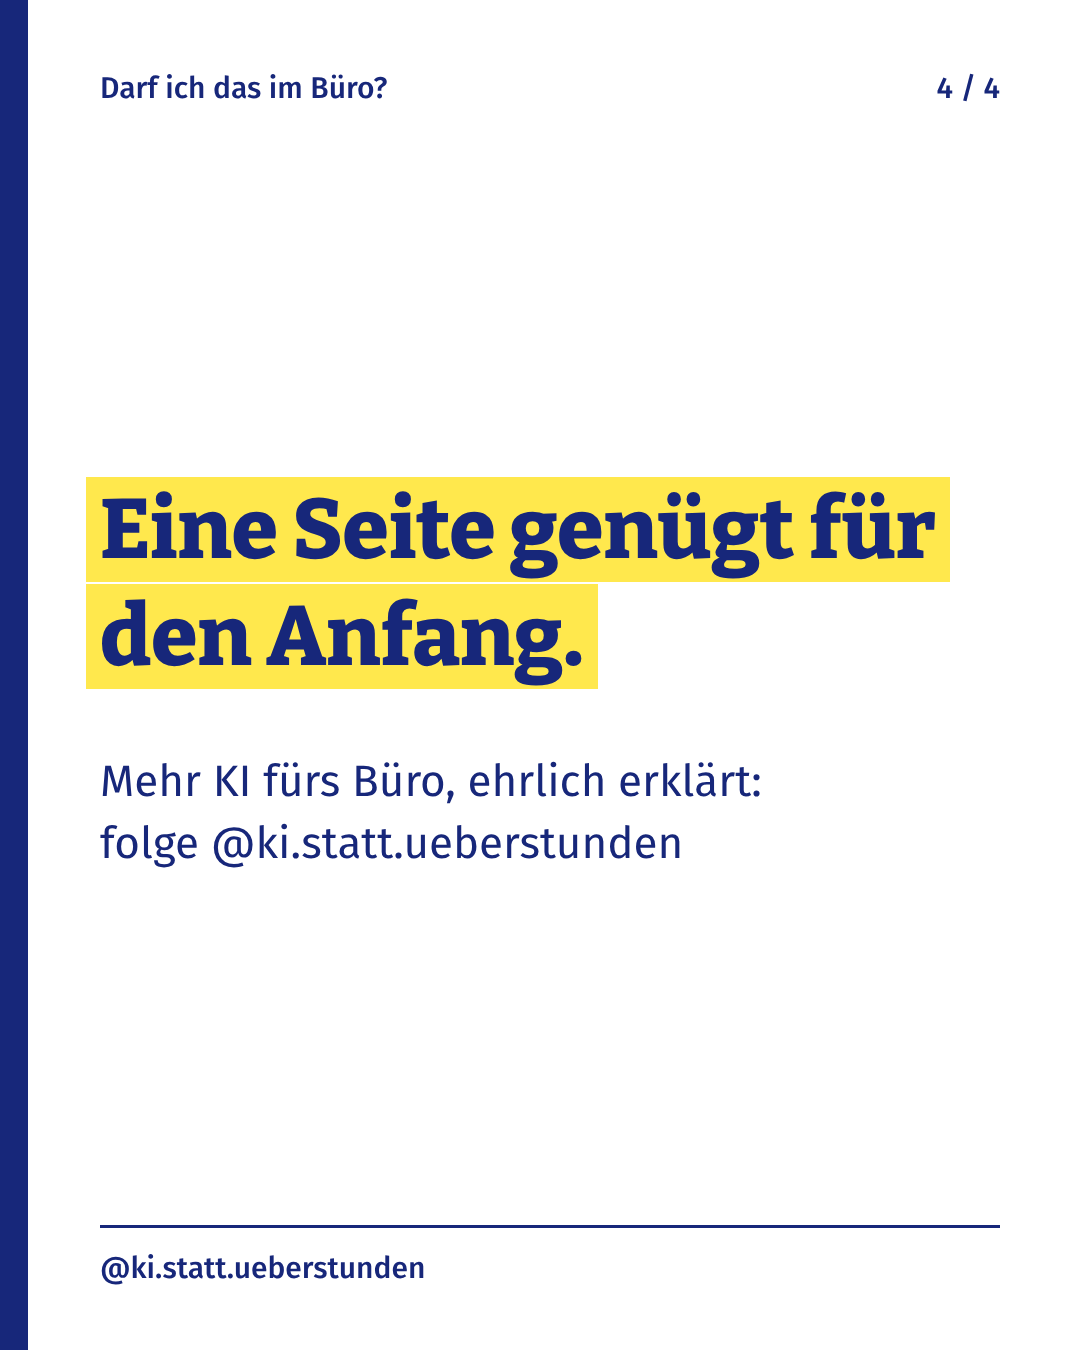 Darf ich das im Büro?
4 / 4
Eine Seite genügt für
den Anfang.
Mehr KI fürs Büro, ehrlich erklärt:
folge @ki.statt.ueberstunden
@ki.statt.ueberstunden